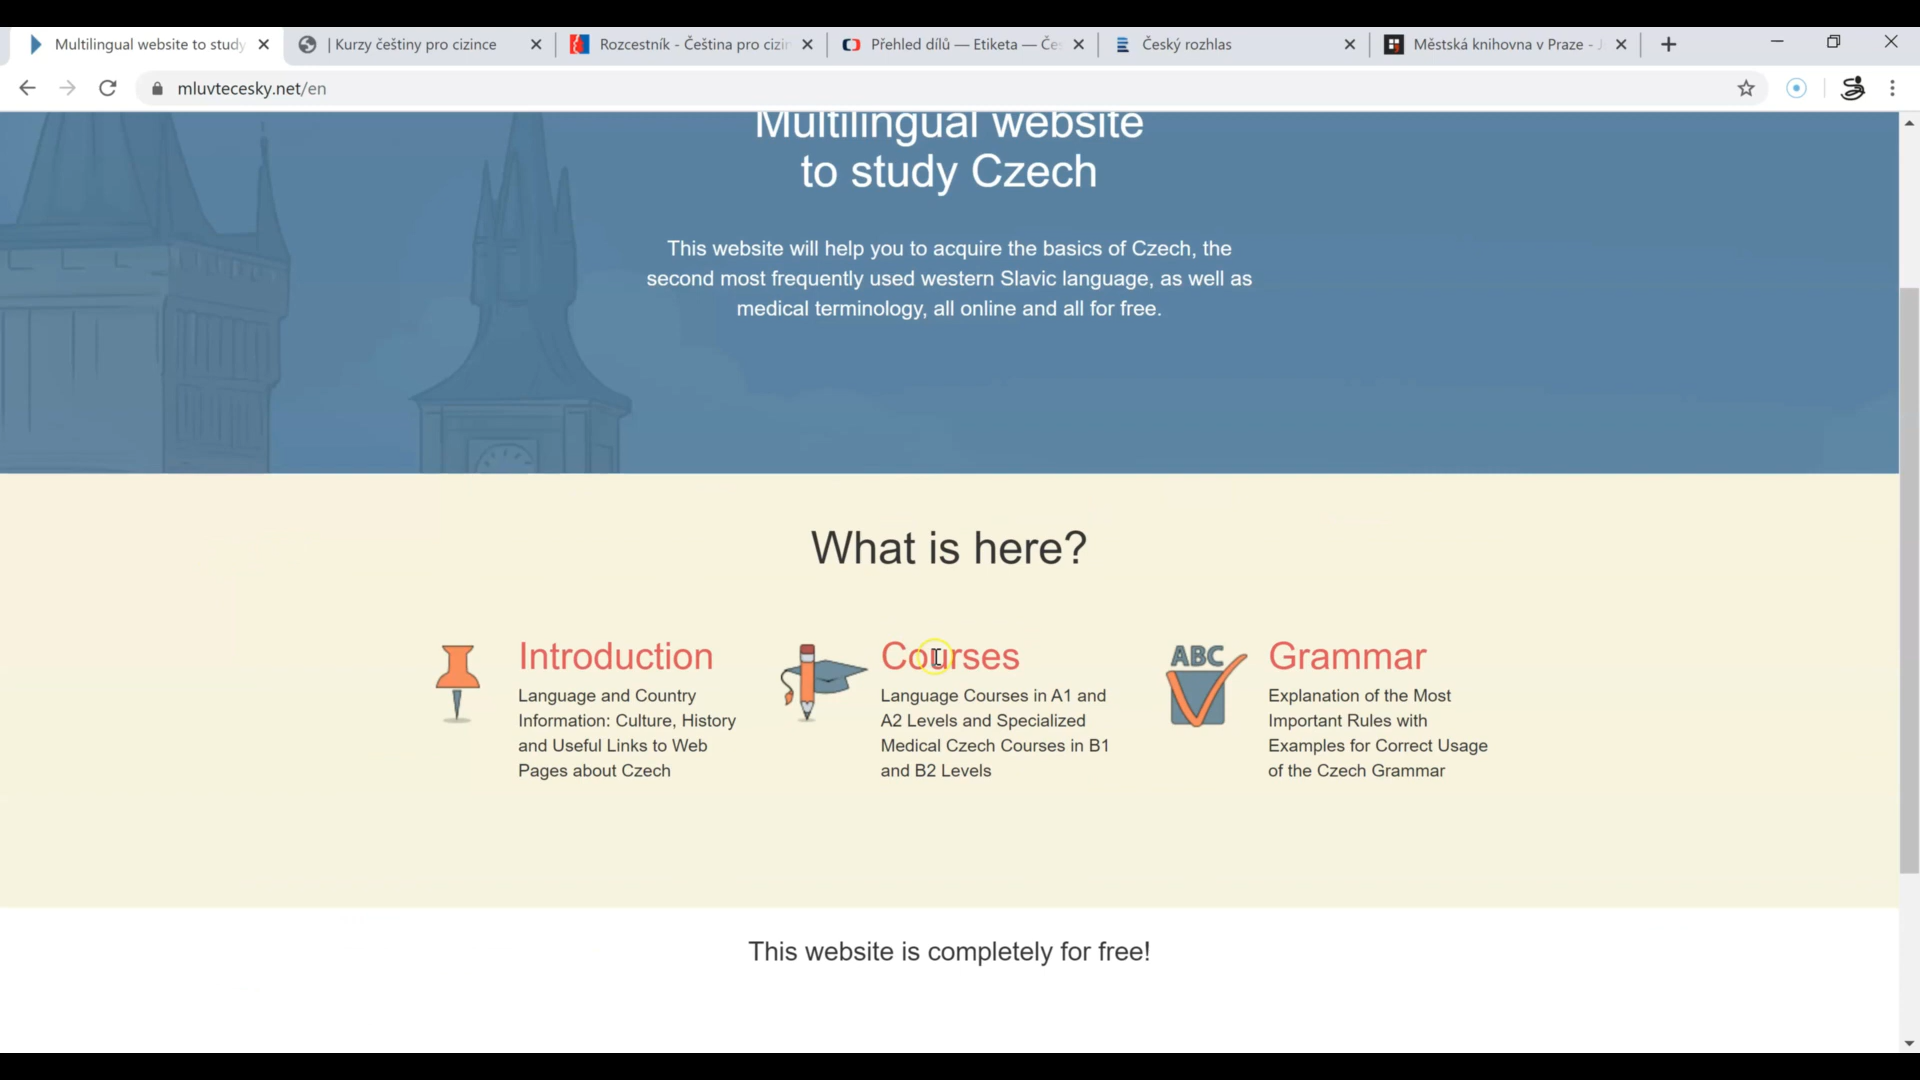 Multilingual website to study
| Kurzy češtiny pro cizince
Rozcestník - Čeština pro cizin
Přehled dílů — Etiketa — Če
Český rozhlas
Městská knihovna v Praze - J
mluvtecesky.net/en
Multilingual website
to study Czech
This website will help you to acquire the basics of Czech, the
second most frequently used western Slavic language, as well as
medical terminology, all online and all for free.
What is here?
Introduction
Language and Country
Information: Culture, History
and Useful Links to Web
Pages about Czech
Courses
Language Courses in A1 and
A2 Levels and Specialized
Medical Czech Courses in B1
and B2 Levels
ABC
Grammar
Explanation of the Most
Important Rules with
Examples for Correct Usage
of the Czech Grammar
This website is completely for free!